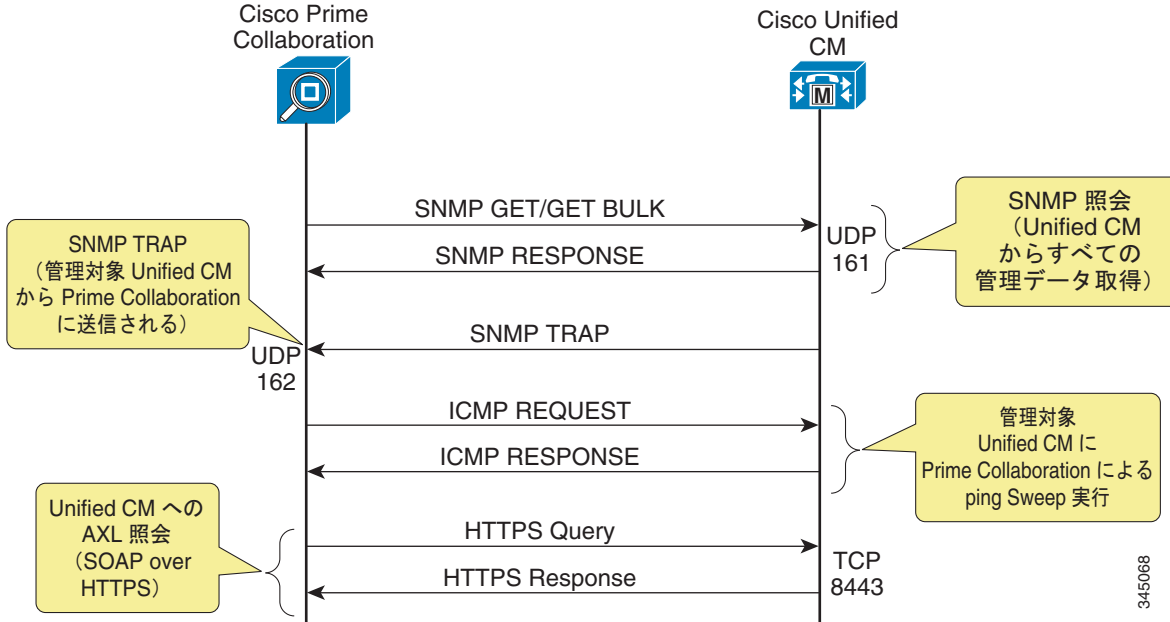 Cisco Prime
Collaboration
Cisco Unified
CM
M
SNMP GET/GET BULK
SNMP RESPONSE
UDP
161
SNMP 照会
（Unified CM
からすべての
管理データ取得）
SNMP TRAP
（管理対象 Unified CM
から Prime Collaboration
に送信される）
SNMP TRAP
UDP
162
ICMP REQUEST
ICMP RESPONSE
管理対象
Unified CM に
Prime Collaboration による
ping Sweep 実行
Unified CM への
AXL 照会
（SOAP over
HTTPS）
HTTPS Query
HTTPS Response
TCP
8443
345068